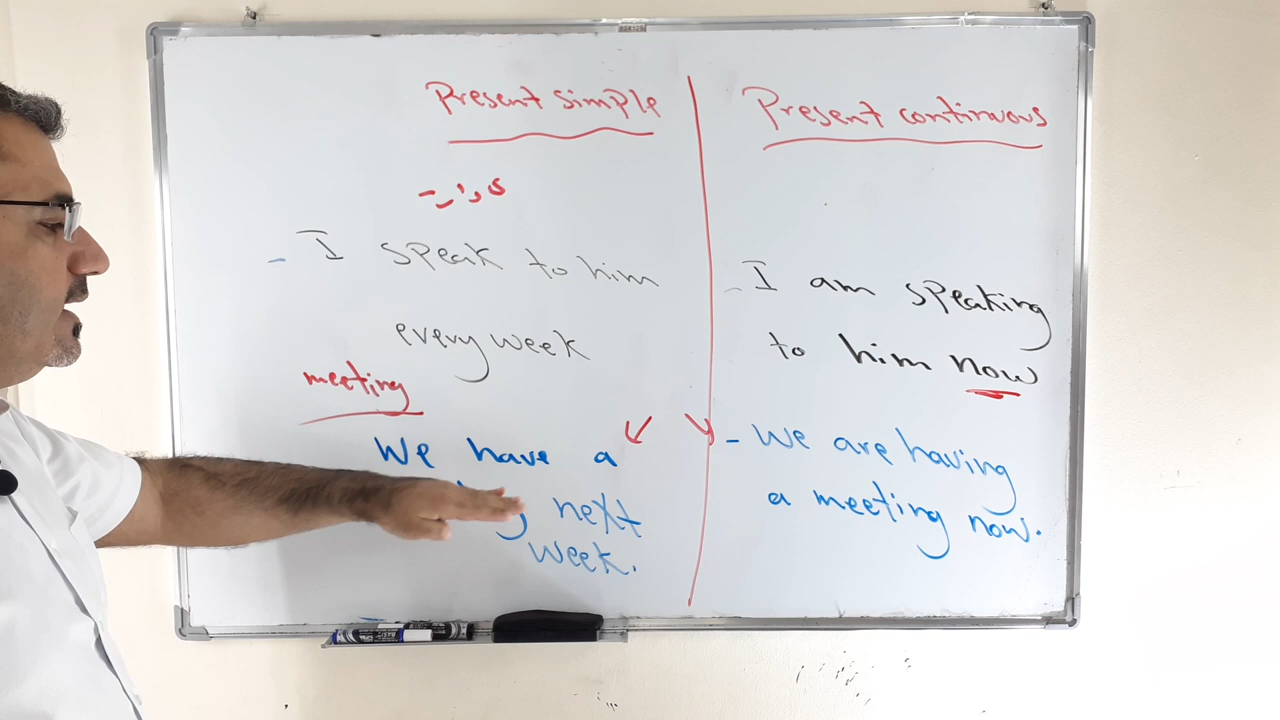 Present simple
I speak to him
every week
meeting
We have a
next
week.
Present continuous
I am speaking
to him now
- We are having
a meeting now.